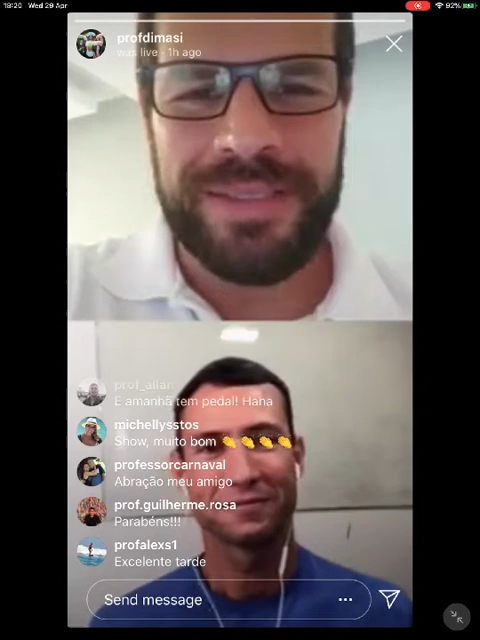 18:20 Wed 29 Apr
92%
profdimasi
was live · 1h ago
prof_allan
E amanhã tem pedal! Haha
michellysstos
Show, muito bom 👏👏👏👏
professorcarnaval
Abração meu amigo
prof.guilherme.rosa
Parabéns!!!
profalexs1
Excelente tarde
Send message